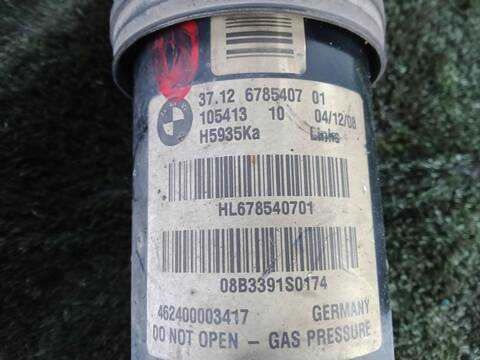 37.12 6785407 01
105413 10 04/12/08
H5935Ka Links
HL678540701
08B3391S0174
462400003417 GERMANY
DO NOT OPEN - GAS PRESSURE